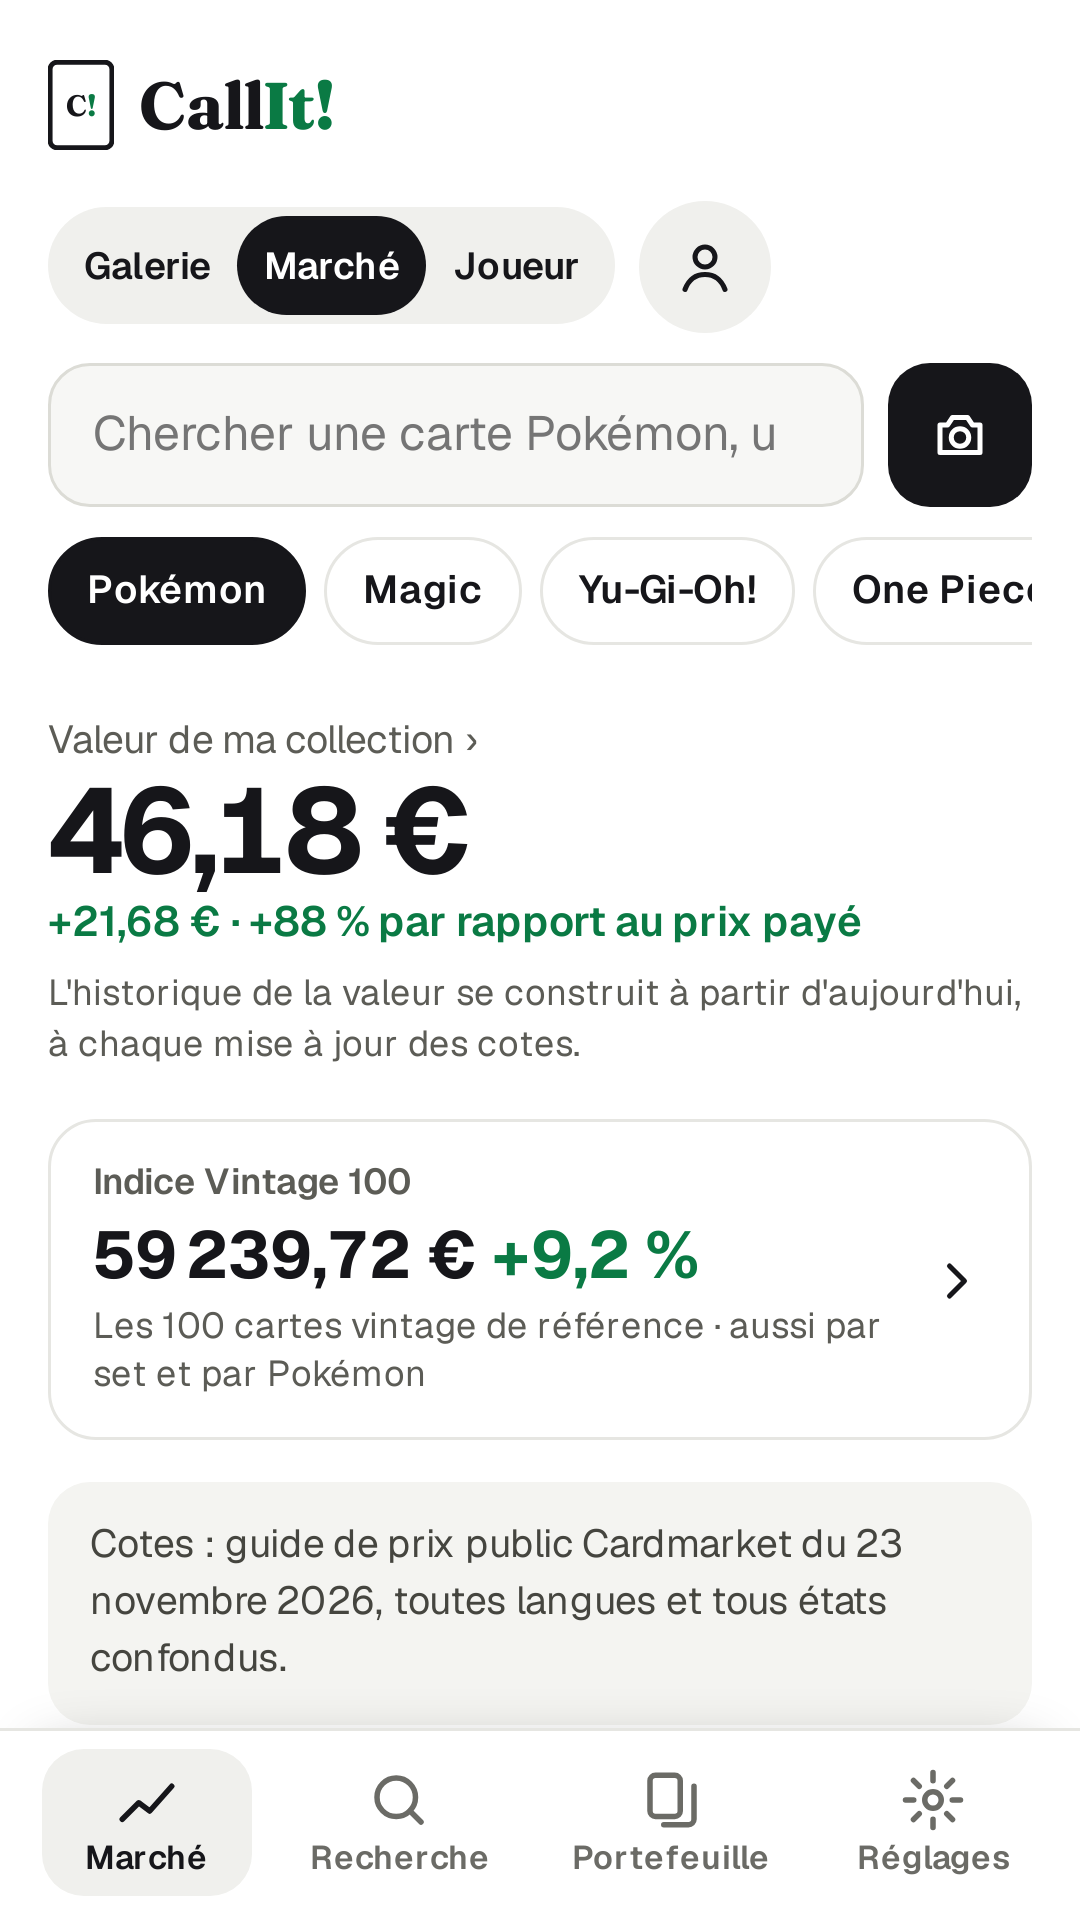 C!
CallIt!
Galerie Marché Joueur
Chercher une carte Pokémon, u
Pokémon Magic Yu-Gi-Oh! One Piece
Valeur de ma collection ›
46,18 €
+21,68 € · +88 % par rapport au prix payé
L'historique de la valeur se construit à partir d'aujourd'hui,
à chaque mise à jour des cotes.
Indice Vintage 100
59 239,72 € +9,2 %
Les 100 cartes vintage de référence · aussi par
set et par Pokémon
Cotes : guide de prix public Cardmarket du 23
novembre 2026, toutes langues et tous états
confondus.
Marché Recherche Portefeuille Réglages